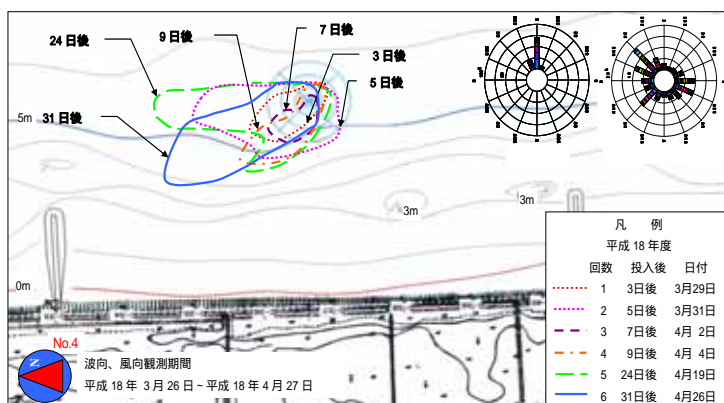 7日後
24日後
9日後
3日後
5日後
5m
31日後
3m
3m
0m
凡 例
平成18年度
回数 投入後 日付
1 3日後 3月29日
2 5日後 3月31日
3 7日後 4月 2日
4 9日後 4月 4日
5 24日後 4月19日
6 31日後 4月26日
No.4
N
波向、風向観測期間
平成18年 3月26日~平成18年4月27日